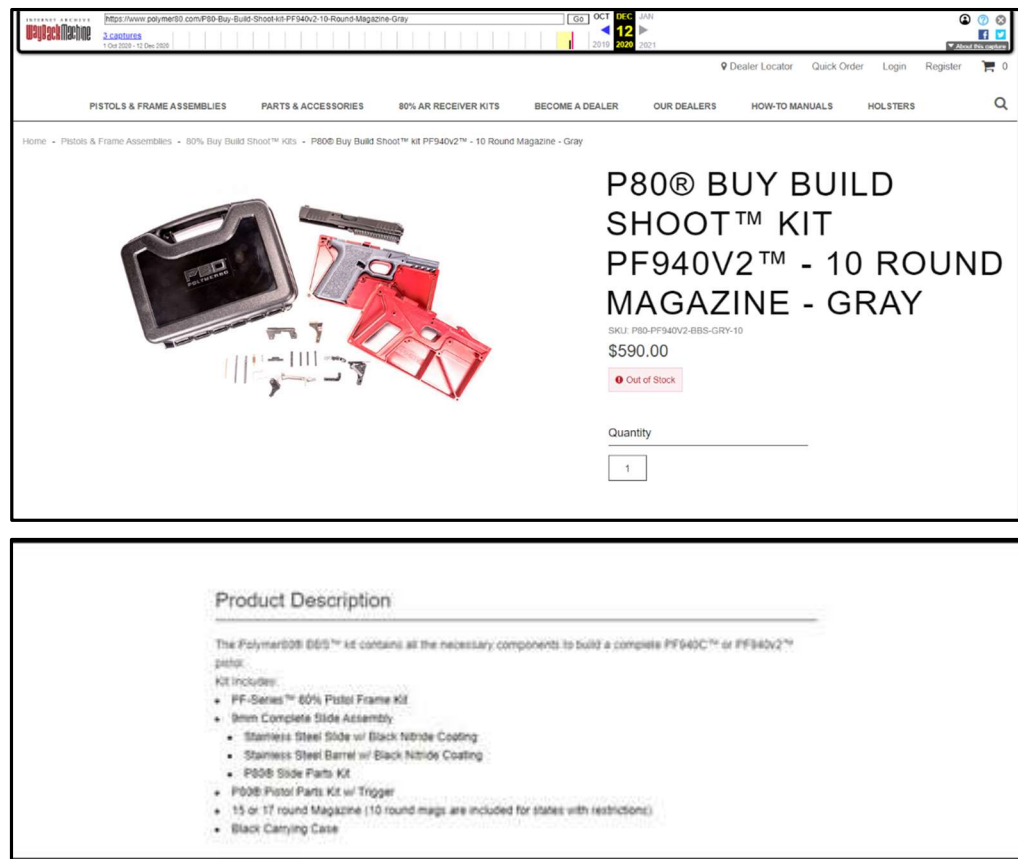 INTERNET ARCHIVE
WayBackMachine
https://www.polymer80.com/P80-Buy-Build-Shoot-kit-PF940v2-10-Round-Magazine-Gray
Go
OCT DEC JAN
12
2019 2020 2021
3 captures
1 Oct 2020 - 12 Dec 2020
About this capture
Dealer Locator Quick Order Login Register 0
PISTOLS & FRAME ASSEMBLIES PARTS & ACCESSORIES 80% AR RECEIVER KITS BECOME A DEALER OUR DEALERS HOW-TO MANUALS HOLSTERS
Home - Pistols & Frame Assemblies - 80% Buy Build Shoot™ Kits - P80® Buy Build Shoot™ kit PF940v2™ - 10 Round Magazine - Gray
P80
POLYMER80
P80® BUY BUILD
SHOOT™ KIT
PF940V2™ - 10 ROUND
MAGAZINE - GRAY
SKU: P80-PF940V2-BBS-GRY-10
$590.00
Out of Stock
Quantity
1
Product Description
The Polymer80® BBS™ kit contains all the necessary components to build a complete PF940C™ or PF940v2™
pistol.
Kit Includes:
• PF-Series™ 80% Pistol Frame Kit
• 9mm Complete Slide Assembly
• Stainless Steel Slide w/ Black Nitride Coating
• Stainless Steel Barrel w/ Black Nitride Coating
• P80® Slide Parts Kit
• P80® Pistol Parts Kit w/ Trigger
• 15 or 17 round Magazine (10 round mags are included for states with restrictions)
• Black Carrying Case